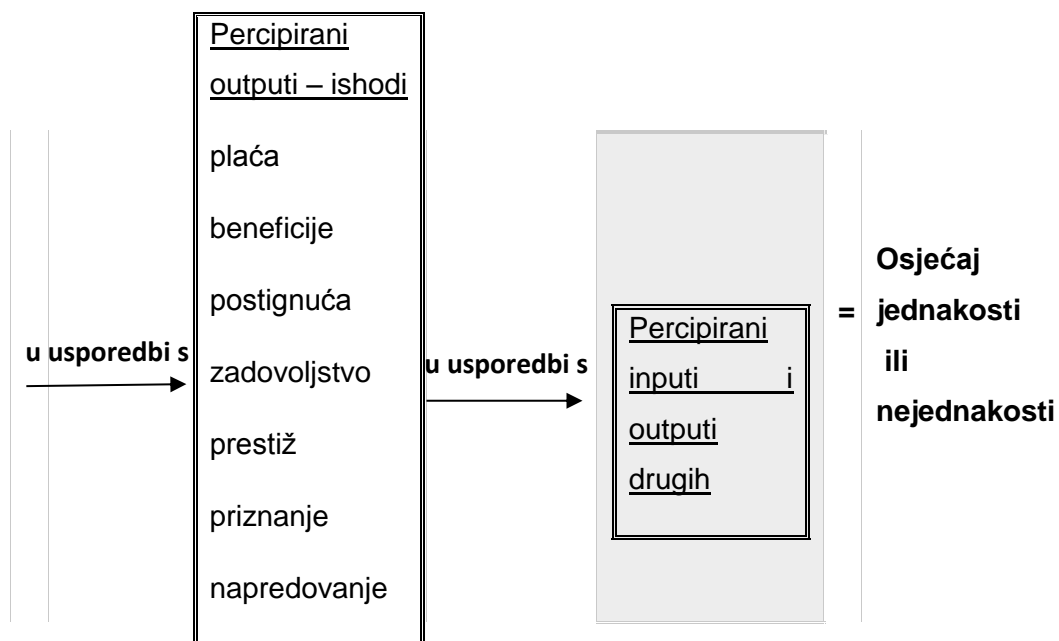 u usporedbi s
Percipirani
outputi – ishodi
plaća
beneficije
postignuća
zadovoljstvo
prestiž
priznanje
napredovanje
u usporedbi s
Percipirani
inputi i
outputi
drugih
=
Osjećaj
jednakosti
ili
nejednakosti